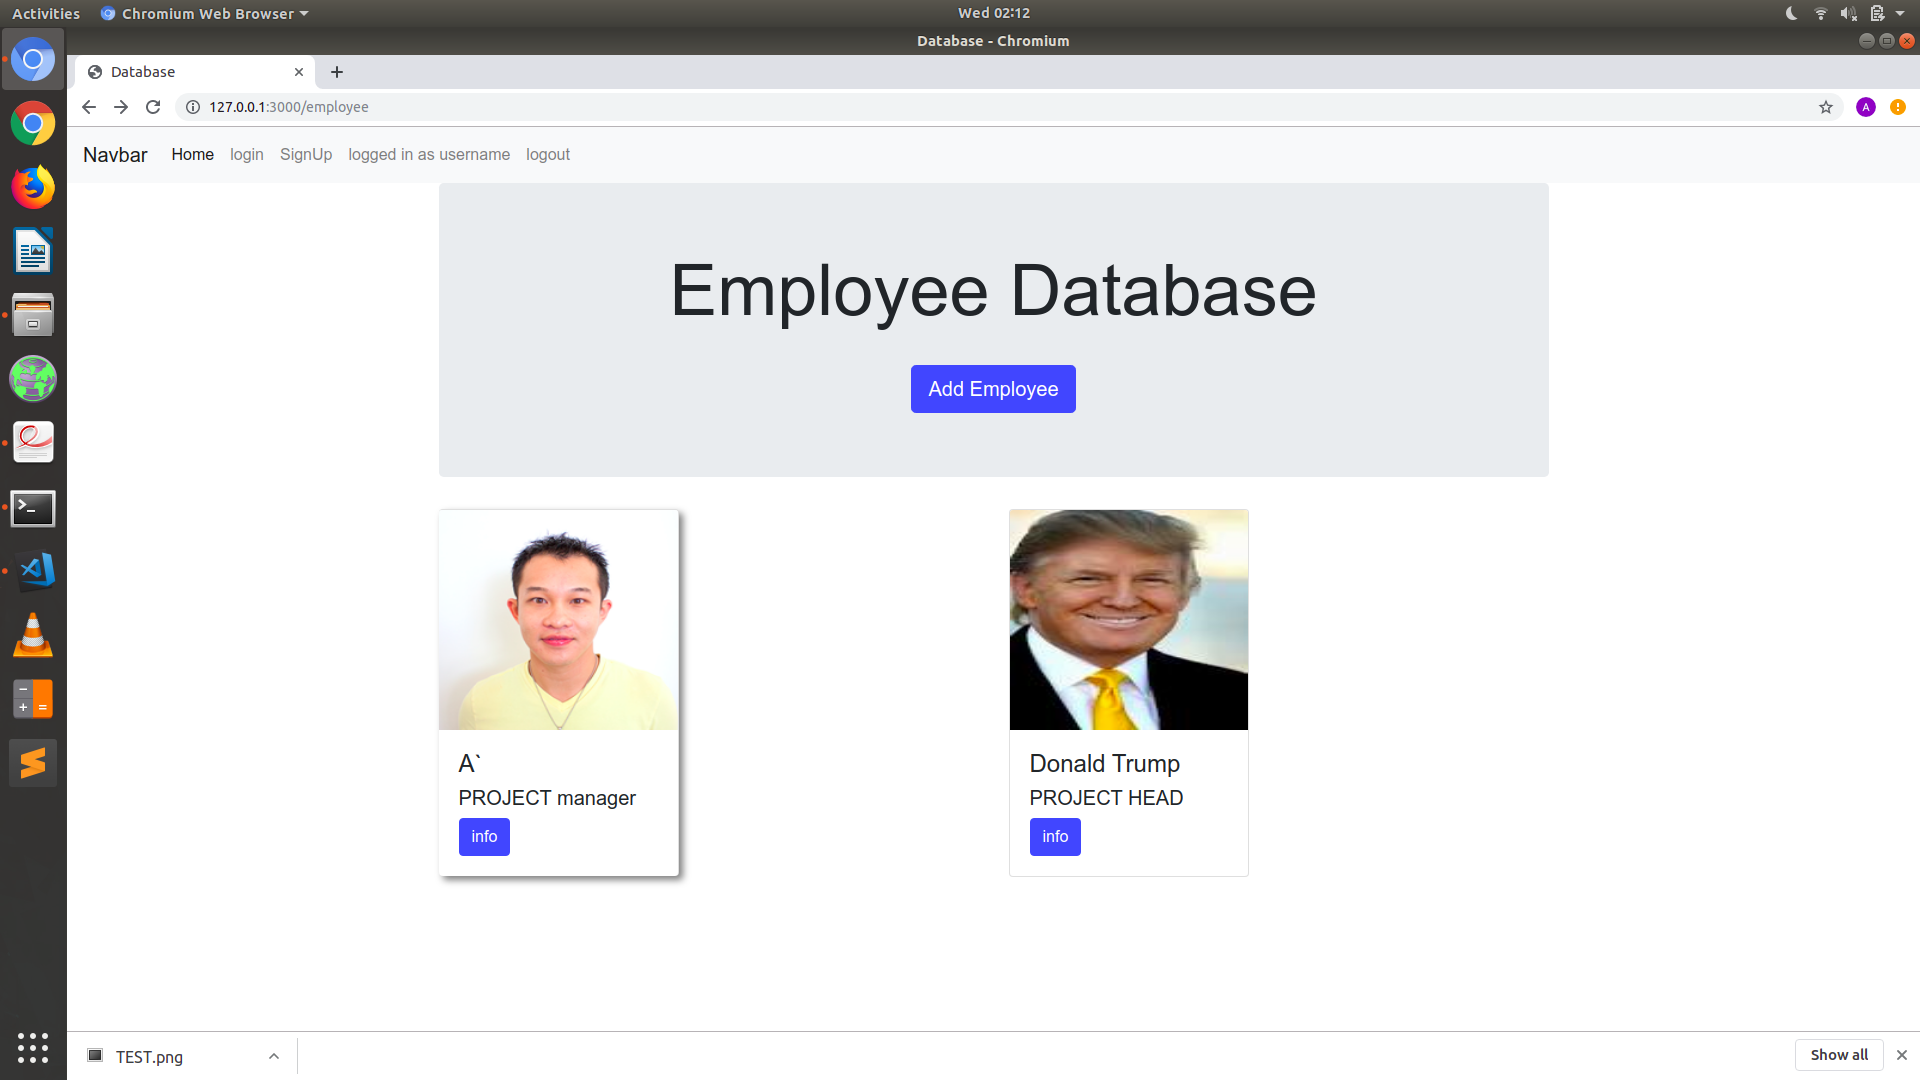 Activities
Chromium Web Browser
Wed 02:12
Database - Chromium
Database
127.0.0.1:3000/employee
A
Navbar
Home
login
SignUp
logged in as username
logout
Employee Database
Add Employee
A`
PROJECT manager
info
Donald Trump
PROJECT HEAD
info
TEST.png
Show all